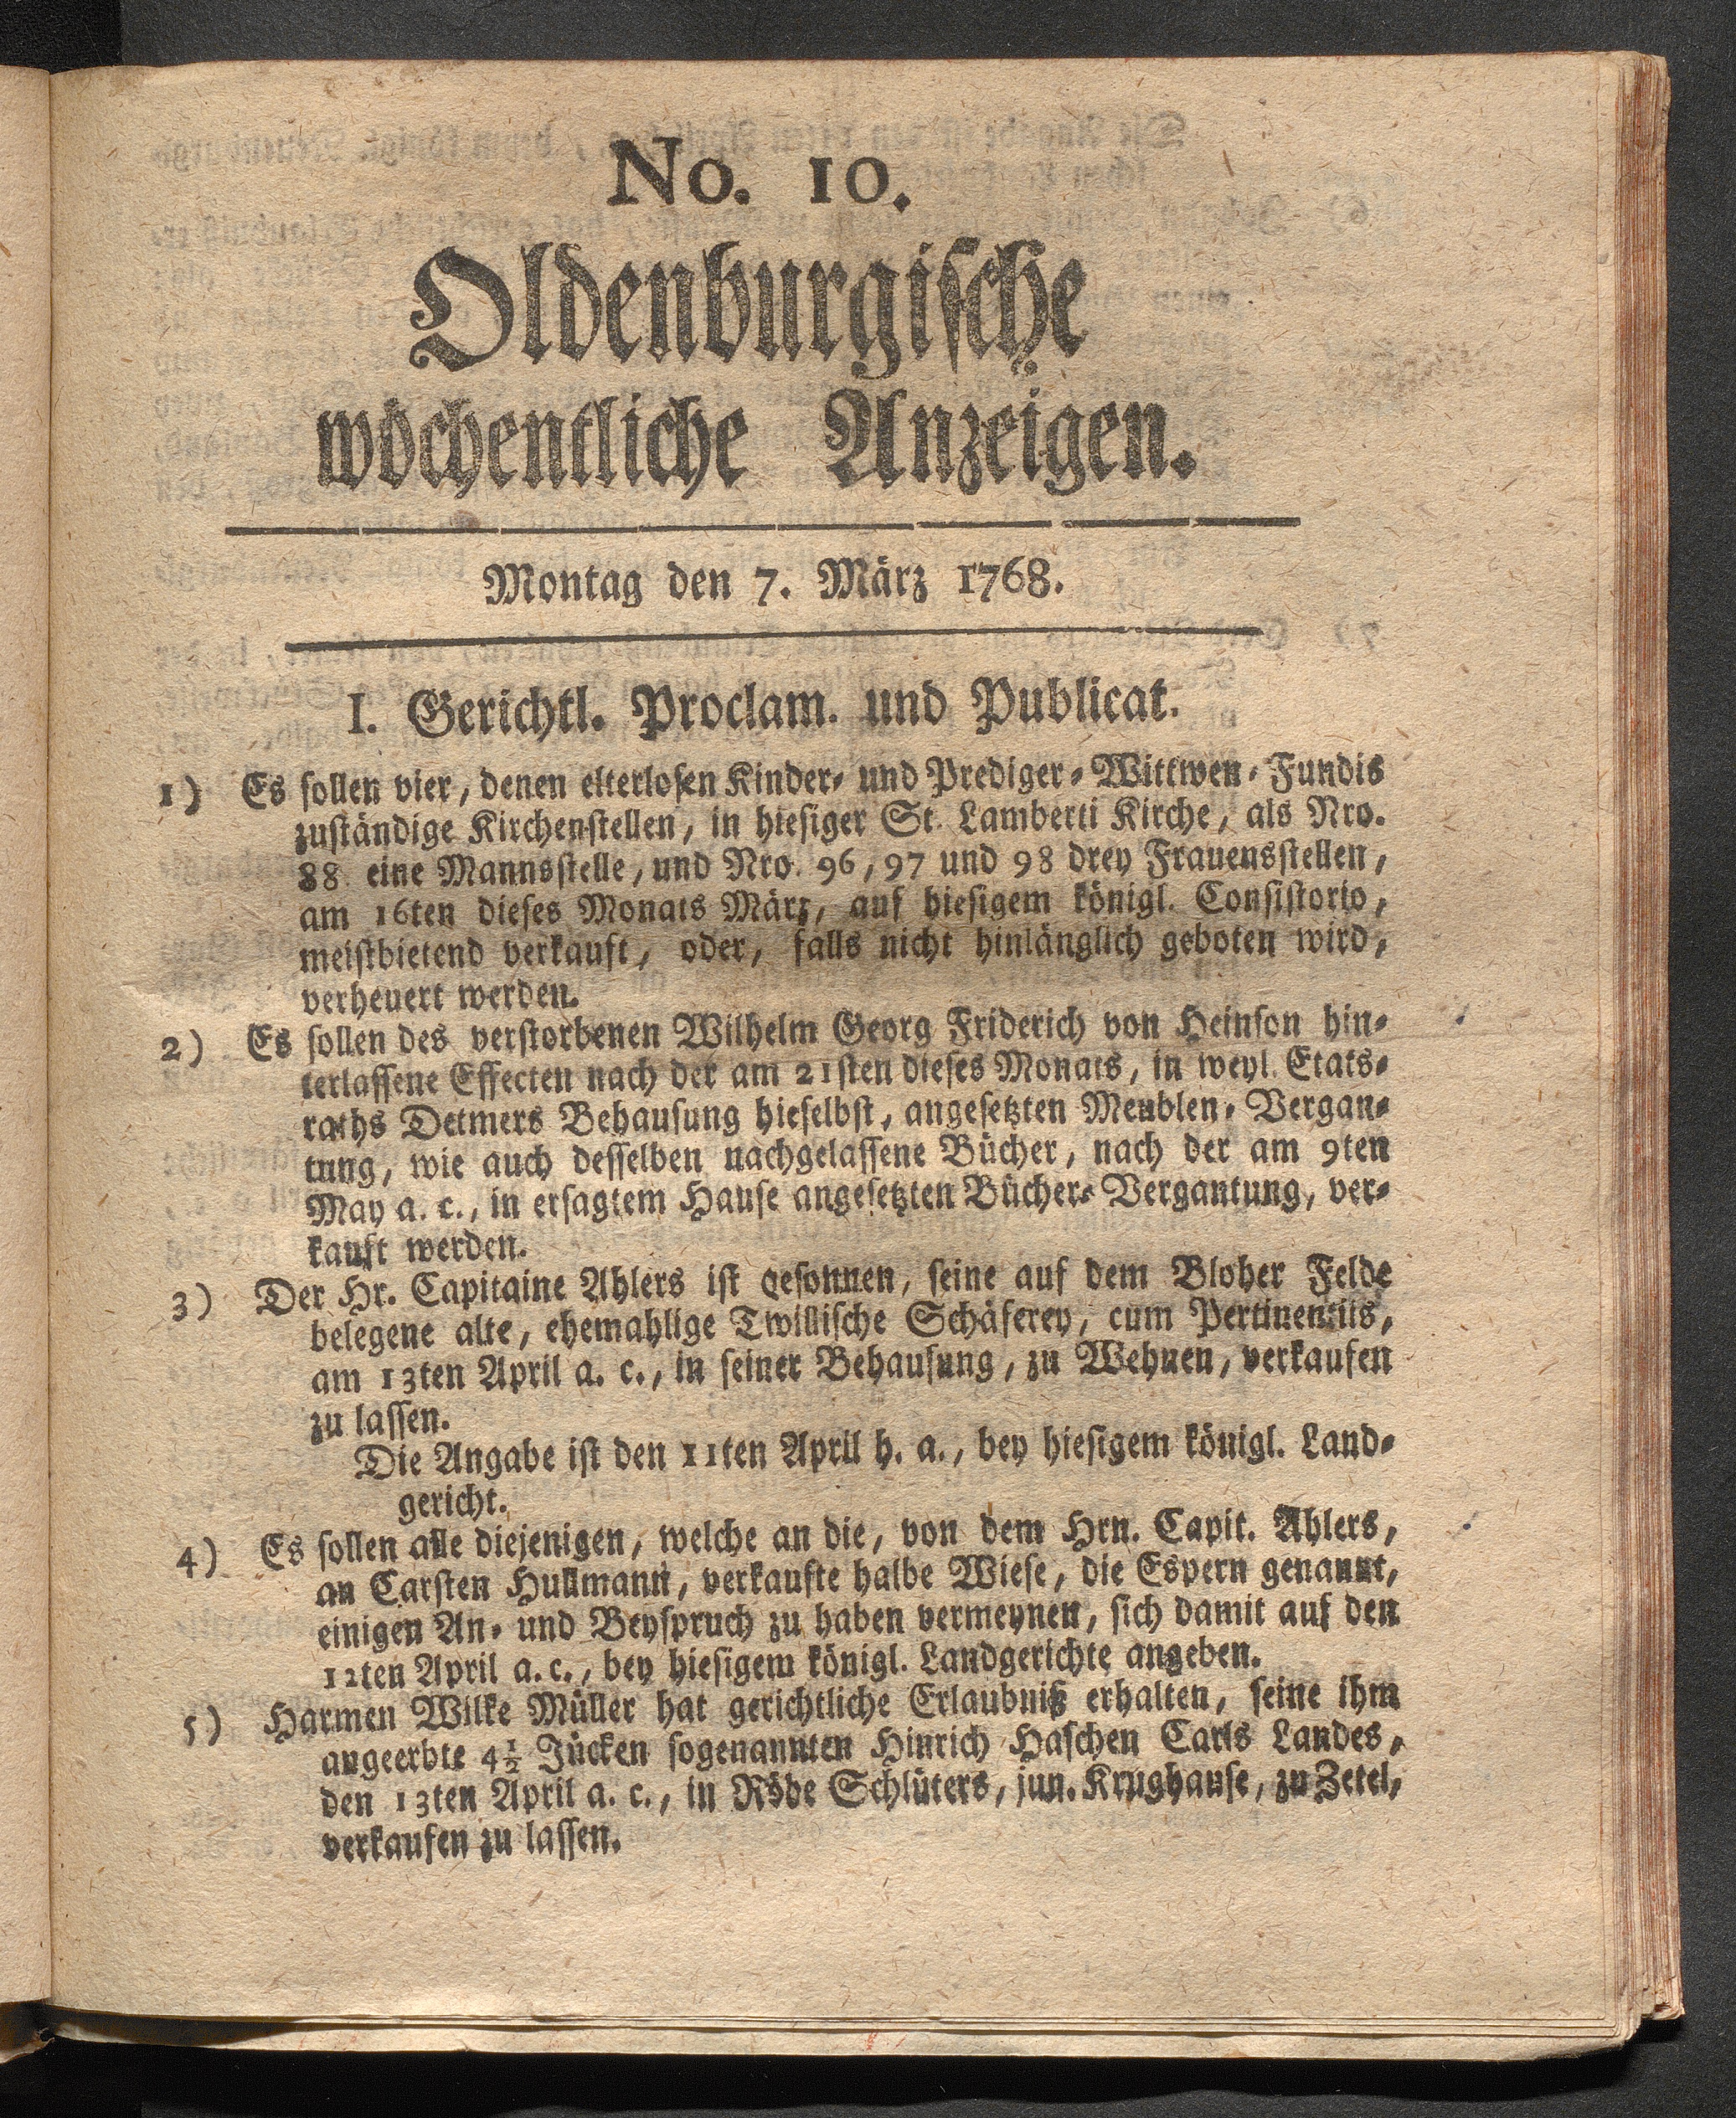 No. 10.
Oldenburgische
wöchentliche Anzeigen.
Montag den 7. März 1768.
I. Gerichtl. Proclam. und Publicat.
1) Es sollen vier, denen elterlosen Kinder- und Prediger-Wittwen-Fundis
zuständige Kirchenstellen, in hiesiger St. Lamberti Kirche, als Nro.
88. eine Mannsstelle, und Nro. 96, 97 und 98 drey Frauensstellen,
am 16ten dieses Monats März, auf hiesigem königl. Consistorio,
meistbietend verkauft, oder, falls nicht hinlänglich geboten wird,
verheuert werden.
2) Es sollen des verstorbenen Wilhelm Georg Friderich von Heinson hin-
terlassene Effecten nach der am 21sten dieses Monats, in weyl. Etats-
raths Detmers Behausung hieselbst, angesetzten Meublen-Vergan-
tung, wie auch desselben nachgelassene Bücher, nach der am 9ten
May a. c., in ersagtem Hause angesetzten Bücher-Vergantung, ver-
kauft werden.
3) Der Hr. Capitaine Ahlers ist gesonnen, seine auf dem Bloher Felde
belegene alte, ehemahlige Twillische Schäferey, cum Pertinentiis,
am 13ten April a. c., in seiner Behausung, zu Wehnen, verkaufen
zu lassen.
Die Angabe ist den 11ten April h. a., bey hiesigem königl. Land-
gericht.
4) Es sollen alle diejenigen, welche an die, von dem Hrn. Capit. Ahlers,
an Carsten Hullmann, verkaufte halbe Wiese, die Espern genannt,
einigen An- und Beyspruch zu haben vermeynen, sich damit auf den
12ten April a. c., bey hiesigem königl. Landgerichte angeben.
5) Harmen Wilke Müller hat gerichtliche Erlaubniß erhalten, seine ihm
angeerbte 4½ Jücken sogenannten Hinrich Haschen Carls Landes,
den 13ten April a. c., in Röde Schlüters, jun. Krughause, zu Zetel,
verkaufen zu lassen.